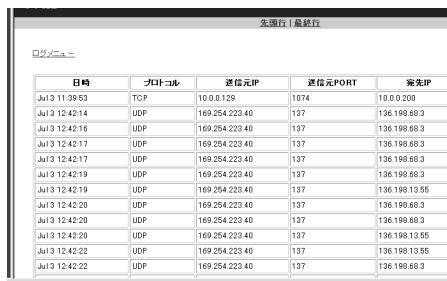 先頭行 | 最終行
ログメニュー
日時 プロトコル 送信元IP 送信元PORT 宛先IP
Jul 3 11:39:53 TCP 10.0.0.129 1074 10.0.0.200
Jul 3 12:42:14 UDP 169.254.223.40 137 136.198.68.3
Jul 3 12:42:16 UDP 169.254.223.40 137 136.198.68.3
Jul 3 12:42:17 UDP 169.254.223.40 137 136.198.68.3
Jul 3 12:42:17 UDP 169.254.223.40 137 136.198.68.3
Jul 3 12:42:19 UDP 169.254.223.40 137 136.198.68.3
Jul 3 12:42:19 UDP 169.254.223.40 137 136.198.13.55
Jul 3 12:42:20 UDP 169.254.223.40 137 136.198.68.3
Jul 3 12:42:20 UDP 169.254.223.40 137 136.198.68.3
Jul 3 12:42:20 UDP 169.254.223.40 137 136.198.13.55
Jul 3 12:42:22 UDP 169.254.223.40 137 136.198.13.55
Jul 3 12:42:22 UDP 169.254.223.40 137 136.198.68.3